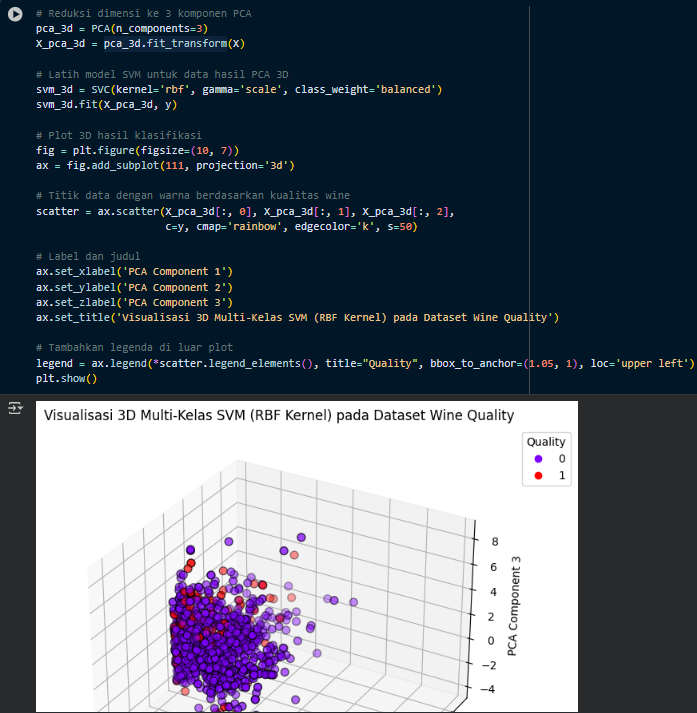 # Reduksi dimensi ke 3 komponen PCA
pca_3d = PCA(n_components=3)
X_pca_3d = pca_3d.fit_transform(X)
# Latih model SVM untuk data hasil PCA 3D
svm_3d = SVC(kernel='rbf', gamma='scale', class_weight='balanced')
svm_3d.fit(X_pca_3d, y)
# Plot 3D hasil klasifikasi
fig = plt.figure(figsize=(10, 7))
ax = fig.add_subplot(111, projection='3d')
# Titik data dengan warna berdasarkan kualitas wine
scatter = ax.scatter(X_pca_3d[:, 0], X_pca_3d[:, 1], X_pca_3d[:, 2],
c=y, cmap='rainbow', edgecolor='k', s=50)
# Label dan judul
ax.set_xlabel('PCA Component 1')
ax.set_ylabel('PCA Component 2')
ax.set_zlabel('PCA Component 3')
ax.set_title('Visualisasi 3D Multi-Kelas SVM (RBF Kernel) pada Dataset Wine Quality')
# Tambahkan legenda di luar plot
legend = ax.legend(*scatter.legend_elements(), title="Quality", bbox_to_anchor=(1.05, 1), loc='upper left')
plt.show()
Visualisasi 3D Multi-Kelas SVM (RBF Kernel) pada Dataset Wine Quality
Quality
0
1
8
6
4
2
0
−2
−4
PCA Component 3